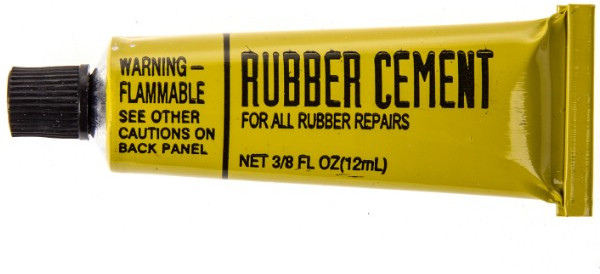 WARNING –
FLAMMABLE
SEE OTHER
CAUTIONS ON
BACK PANEL
RUBBER CEMENT
FOR ALL RUBBER REPAIRS
NET 3/8 FL OZ(12mL)